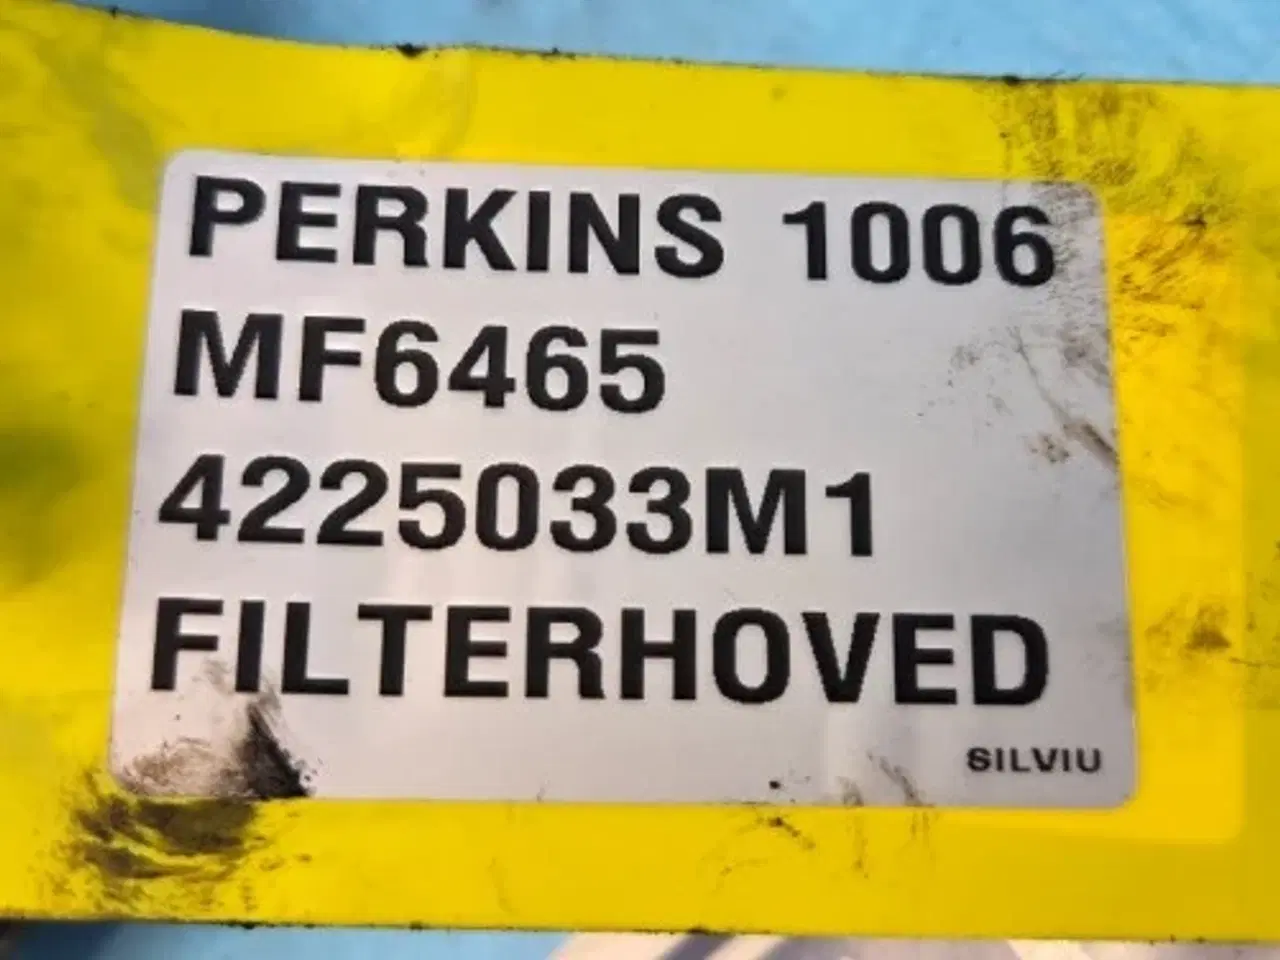 PERKINS 1006
MF6465
4225033M1
FILTERHOVED
SILVIU